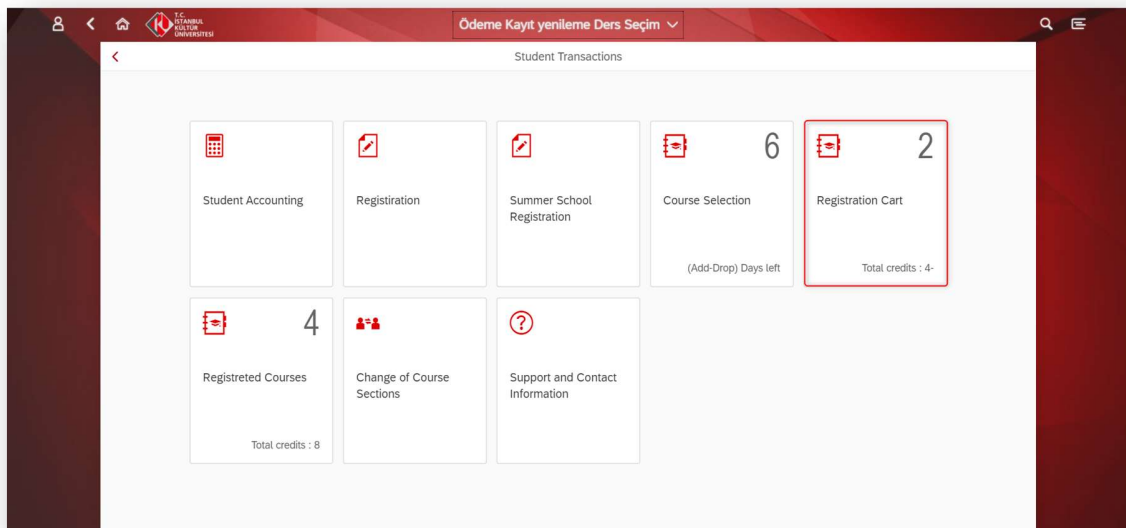 T.C.
İSTANBUL
KÜLTÜR
ÜNİVERSİTESİ
Ödeme Kayıt yenileme Ders Seçim
Student Transactions
Student Accounting
Registiration
Summer School
Registration
6
Course Selection
(Add-Drop) Days left
2
Registration Cart
Total credits : 4-
4
Registreted Courses
Total credits : 8
Change of Course
Sections
Support and Contact
Information